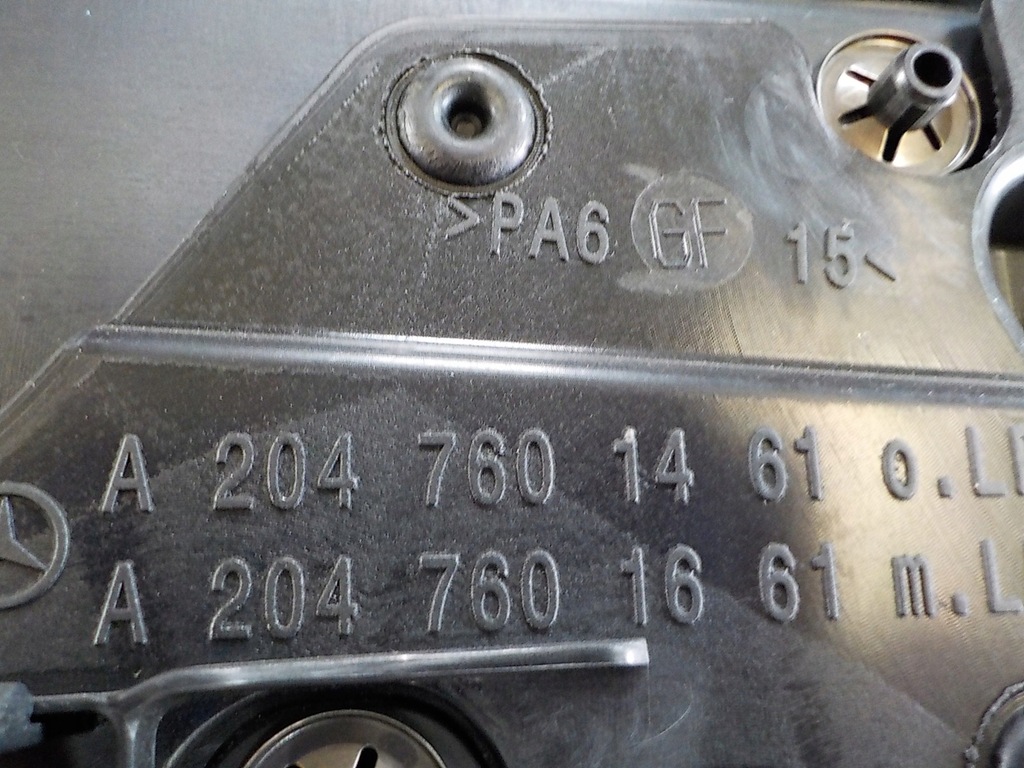 >PA6 GF 15<
A 204 760 14 61 o.L
A 204 760 16 61 m.L